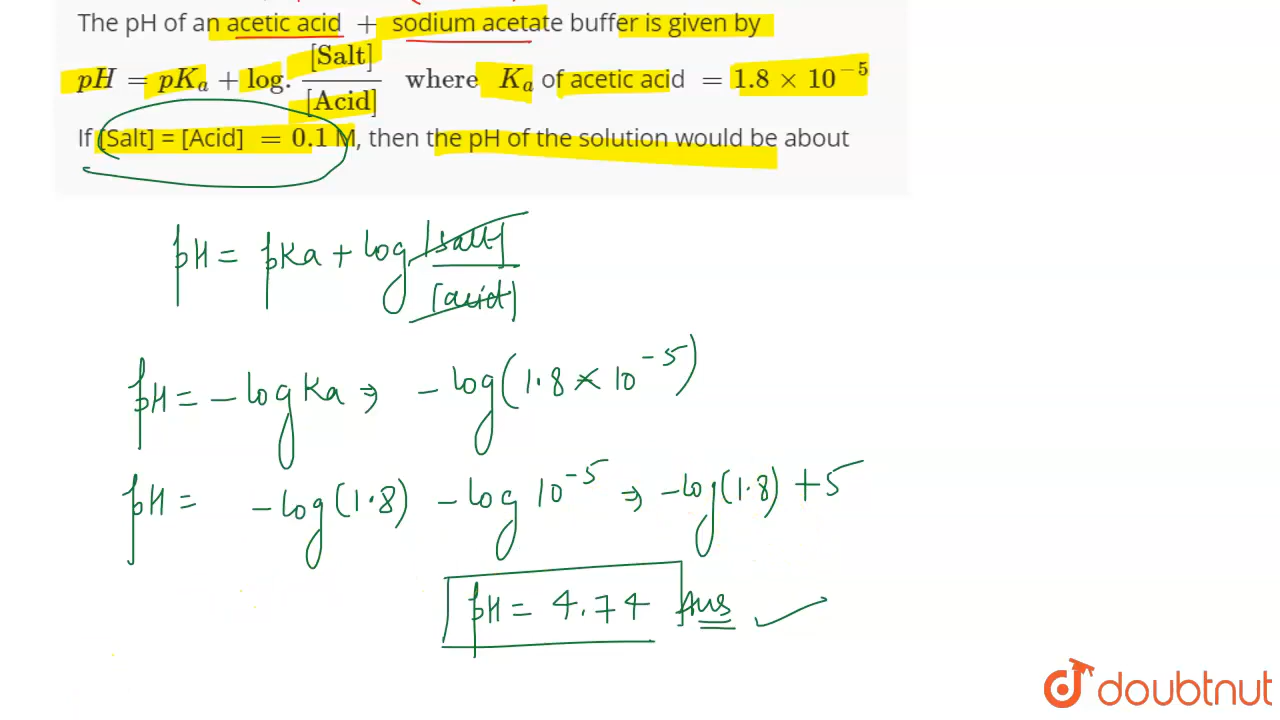 The pH of an acetic acid + sodium acetate buffer is given by
pH = pKₐ + log. [Salt]/[Acid] where Kₐ of acetic acid = 1.8 × 10⁻⁵
If [Salt] = [Acid] = 0.1 M, then the pH of the solution would be about
pH = pKa + log [salt]/[acid]
pH = -log Ka ⇒ -log(1.8 × 10⁻⁵)
pH = -log(1.8) -log 10⁻⁵ ⇒ -log(1.8) + 5
pH = 4.74 Ans
doubtnut